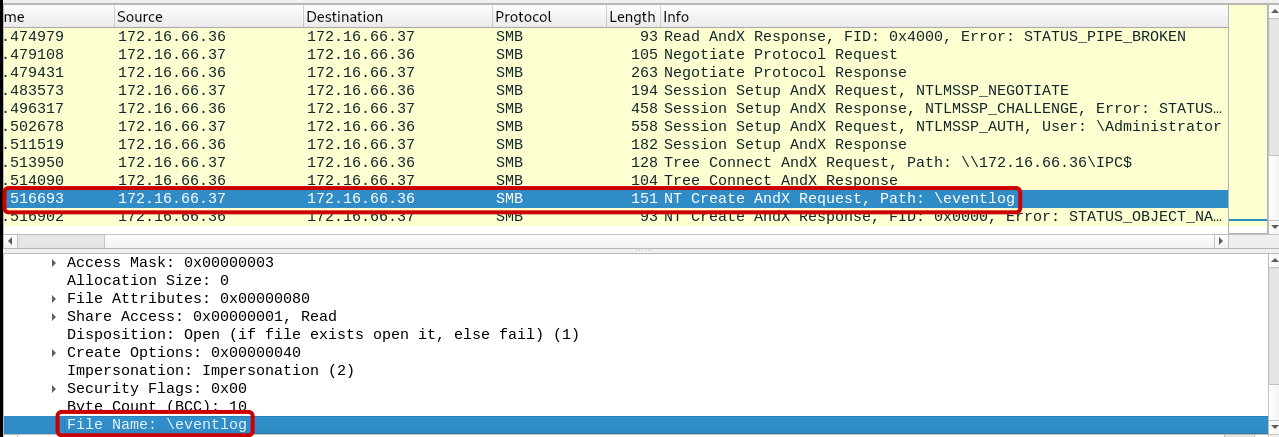 me Source Destination Protocol Length Info
.474979 172.16.66.36 172.16.66.37 SMB 93 Read AndX Response, FID: 0x4000, Error: STATUS_PIPE_BROKEN
.479108 172.16.66.37 172.16.66.36 SMB 105 Negotiate Protocol Request
.479431 172.16.66.36 172.16.66.37 SMB 263 Negotiate Protocol Response
.483573 172.16.66.37 172.16.66.36 SMB 194 Session Setup AndX Request, NTLMSSP_NEGOTIATE
.496317 172.16.66.36 172.16.66.37 SMB 458 Session Setup AndX Response, NTLMSSP_CHALLENGE, Error: STATUS…
.502678 172.16.66.37 172.16.66.36 SMB 558 Session Setup AndX Request, NTLMSSP_AUTH, User: \Administrator
.511519 172.16.66.36 172.16.66.37 SMB 182 Session Setup AndX Response
.513950 172.16.66.37 172.16.66.36 SMB 128 Tree Connect AndX Request, Path: \\172.16.66.36\IPC$
.514090 172.16.66.36 172.16.66.37 SMB 104 Tree Connect AndX Response
.516693 172.16.66.37 172.16.66.36 SMB 151 NT Create AndX Request, Path: \eventlog
.516902 172.16.66.36 172.16.66.37 SMB 93 NT Create AndX Response, FID: 0x0000, Error: STATUS_OBJECT_NA…
Access Mask: 0x00000003
Allocation Size: 0
File Attributes: 0x00000080
Share Access: 0x00000001, Read
Disposition: Open (if file exists open it, else fail) (1)
Create Options: 0x00000040
Impersonation: Impersonation (2)
Security Flags: 0x00
Byte Count (BCC): 10
File Name: \eventlog